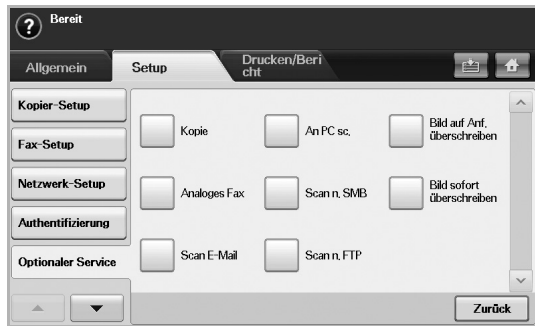 Bereit
Allgemein
Setup
Drucken/Beri
cht
Kopier-Setup
Fax-Setup
Netzwerk-Setup
Authentifizierung
Optionaler Service
Kopie
An PC sc.
Bild auf Anf.
überschreiben
Analoges Fax
Scan n. SMB
Bild sofort
überschreiben
Scan E-Mail
Scan n. FTP
Zurück